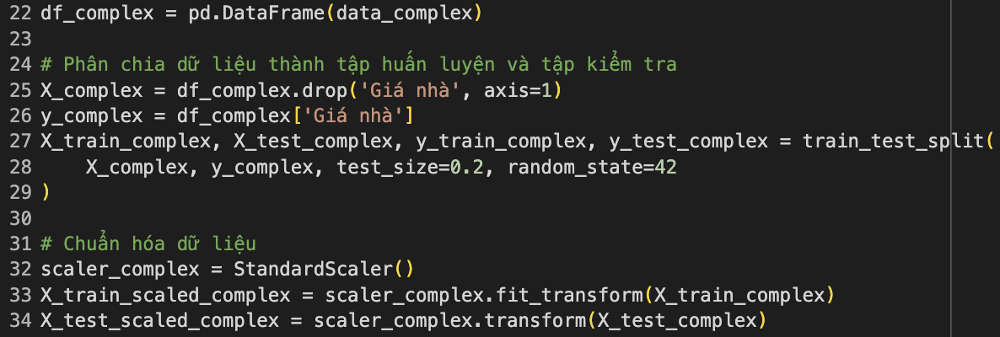 22 df_complex = pd.DataFrame(data_complex)
23
24 # Phân chia dữ liệu thành tập huấn luyện và tập kiểm tra
25 X_complex = df_complex.drop('Giá nhà', axis=1)
26 y_complex = df_complex['Giá nhà']
27 X_train_complex, X_test_complex, y_train_complex, y_test_complex = train_test_split(
28     X_complex, y_complex, test_size=0.2, random_state=42
29 )
30
31 # Chuẩn hóa dữ liệu
32 scaler_complex = StandardScaler()
33 X_train_scaled_complex = scaler_complex.fit_transform(X_train_complex)
34 X_test_scaled_complex = scaler_complex.transform(X_test_complex)